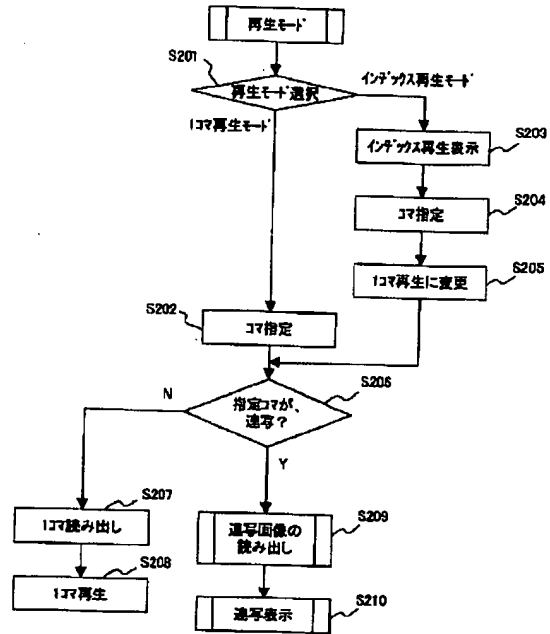 再生モード
S201
再生モード選択
インデックス再生モード
1コマ再生モード
インデックス再生表示
S203
コマ指定
S204
1コマ再生に変更
S205
S202
コマ指定
S206
指定コマが、
連写?
N
Y
S207
1コマ読み出し
S208
1コマ再生
S209
連写画像の
読み出し
連写表示
S210